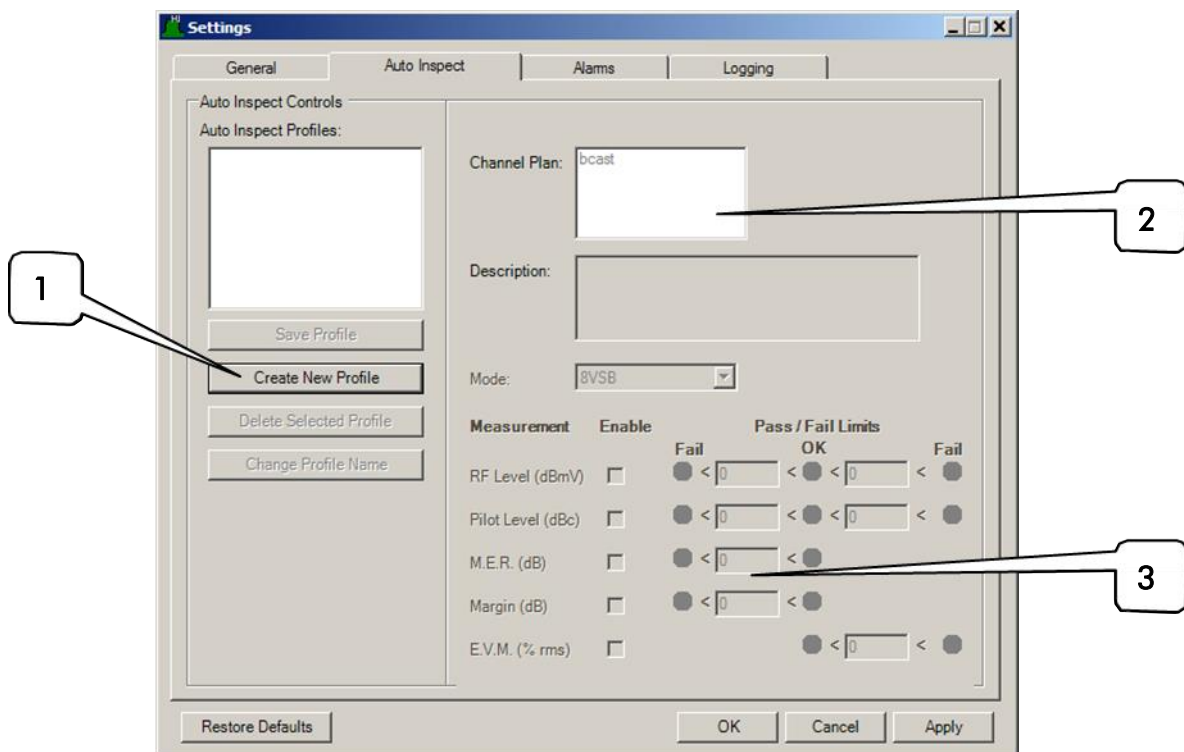 HJ
Settings
General Auto Inspect Alarms Logging
Auto Inspect Controls
Auto Inspect Profiles:
Save Profile
Create New Profile
Delete Selected Profile
Change Profile Name
Channel Plan: bcast
Description:
Mode: 8VSB
Measurement Enable Pass / Fail Limits
Fail OK Fail
RF Level (dBmV) < 0 < < 0 <
Pilot Level (dBc) < 0 < < 0 <
M.E.R. (dB) < 0 <
Margin (dB) < 0 <
E.V.M. (% rms) < 0 <
Restore Defaults OK Cancel Apply
1
2
3